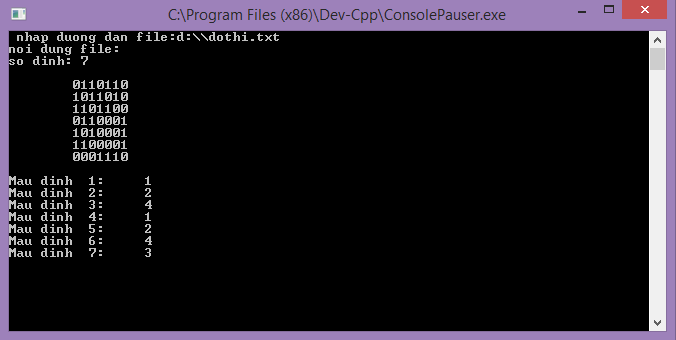 C:\Program Files (x86)\Dev-Cpp\ConsolePauser.exe
nhap duong dan file:d:\\dothi.txt
noi dung file:
so dinh: 7
0110110
1011010
1101100
0110001
1010001
1100001
0001110
Mau dinh 1: 1
Mau dinh 2: 2
Mau dinh 3: 4
Mau dinh 4: 1
Mau dinh 5: 2
Mau dinh 6: 4
Mau dinh 7: 3